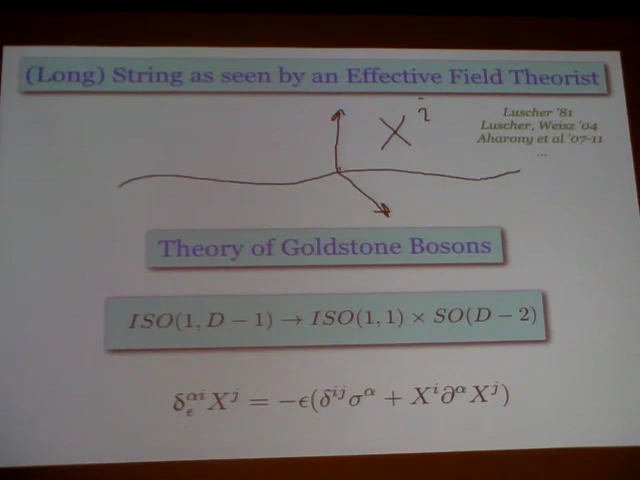 (Long) String as seen by an Effective Field Theorist
Luscher '81
Luscher, Weisz '04
Aharony et al '07-11
...
X^i
Theory of Goldstone Bosons
ISO(1, D − 1) → ISO(1, 1) × SO(D − 2)
δ_ϵ^{αi} X^j = −ϵ(δ^{ij} σ^α + X^i ∂^α X^j)